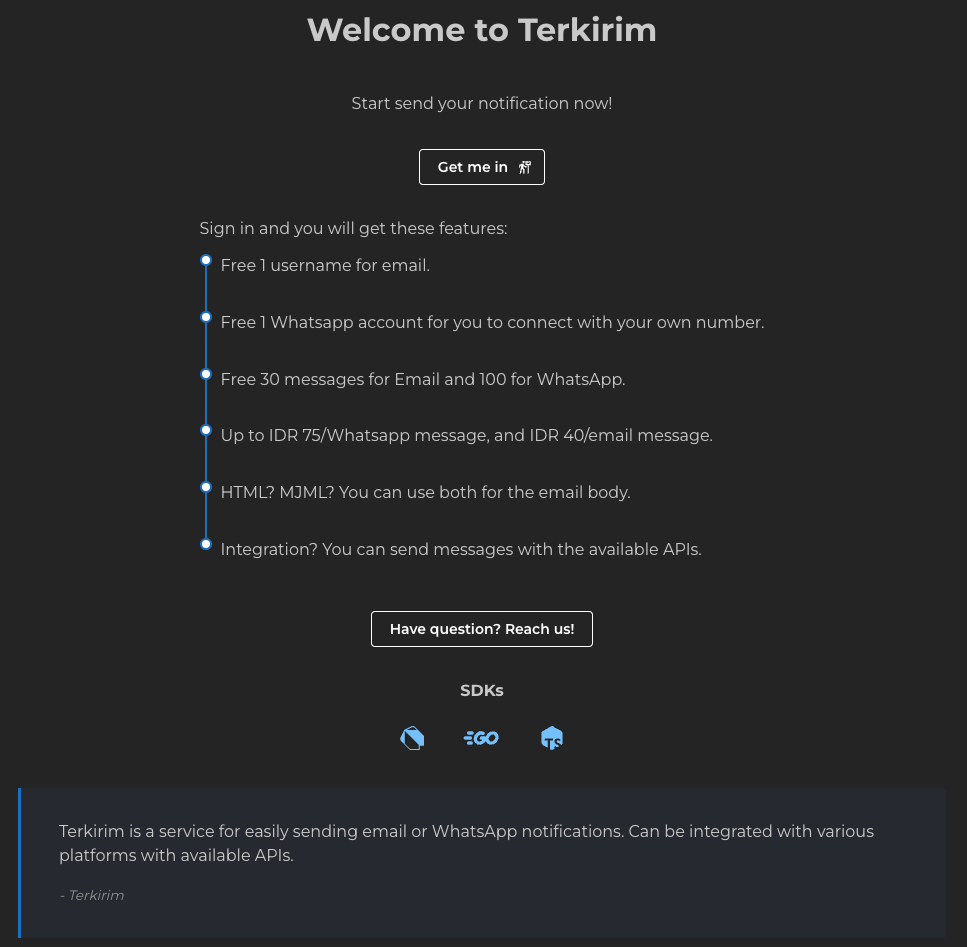 Welcome to Terkirim
Start send your notification now!
Get me in
Sign in and you will get these features:
Free 1 username for email.
Free 1 Whatsapp account for you to connect with your own number.
Free 30 messages for Email and 100 for WhatsApp.
Up to IDR 75/Whatsapp message, and IDR 40/email message.
HTML? MJML? You can use both for the email body.
Integration? You can send messages with the available APIs.
Have question? Reach us!
SDKs
GO TS
Terkirim is a service for easily sending email or WhatsApp notifications. Can be integrated with various
platforms with available APIs.
- Terkirim